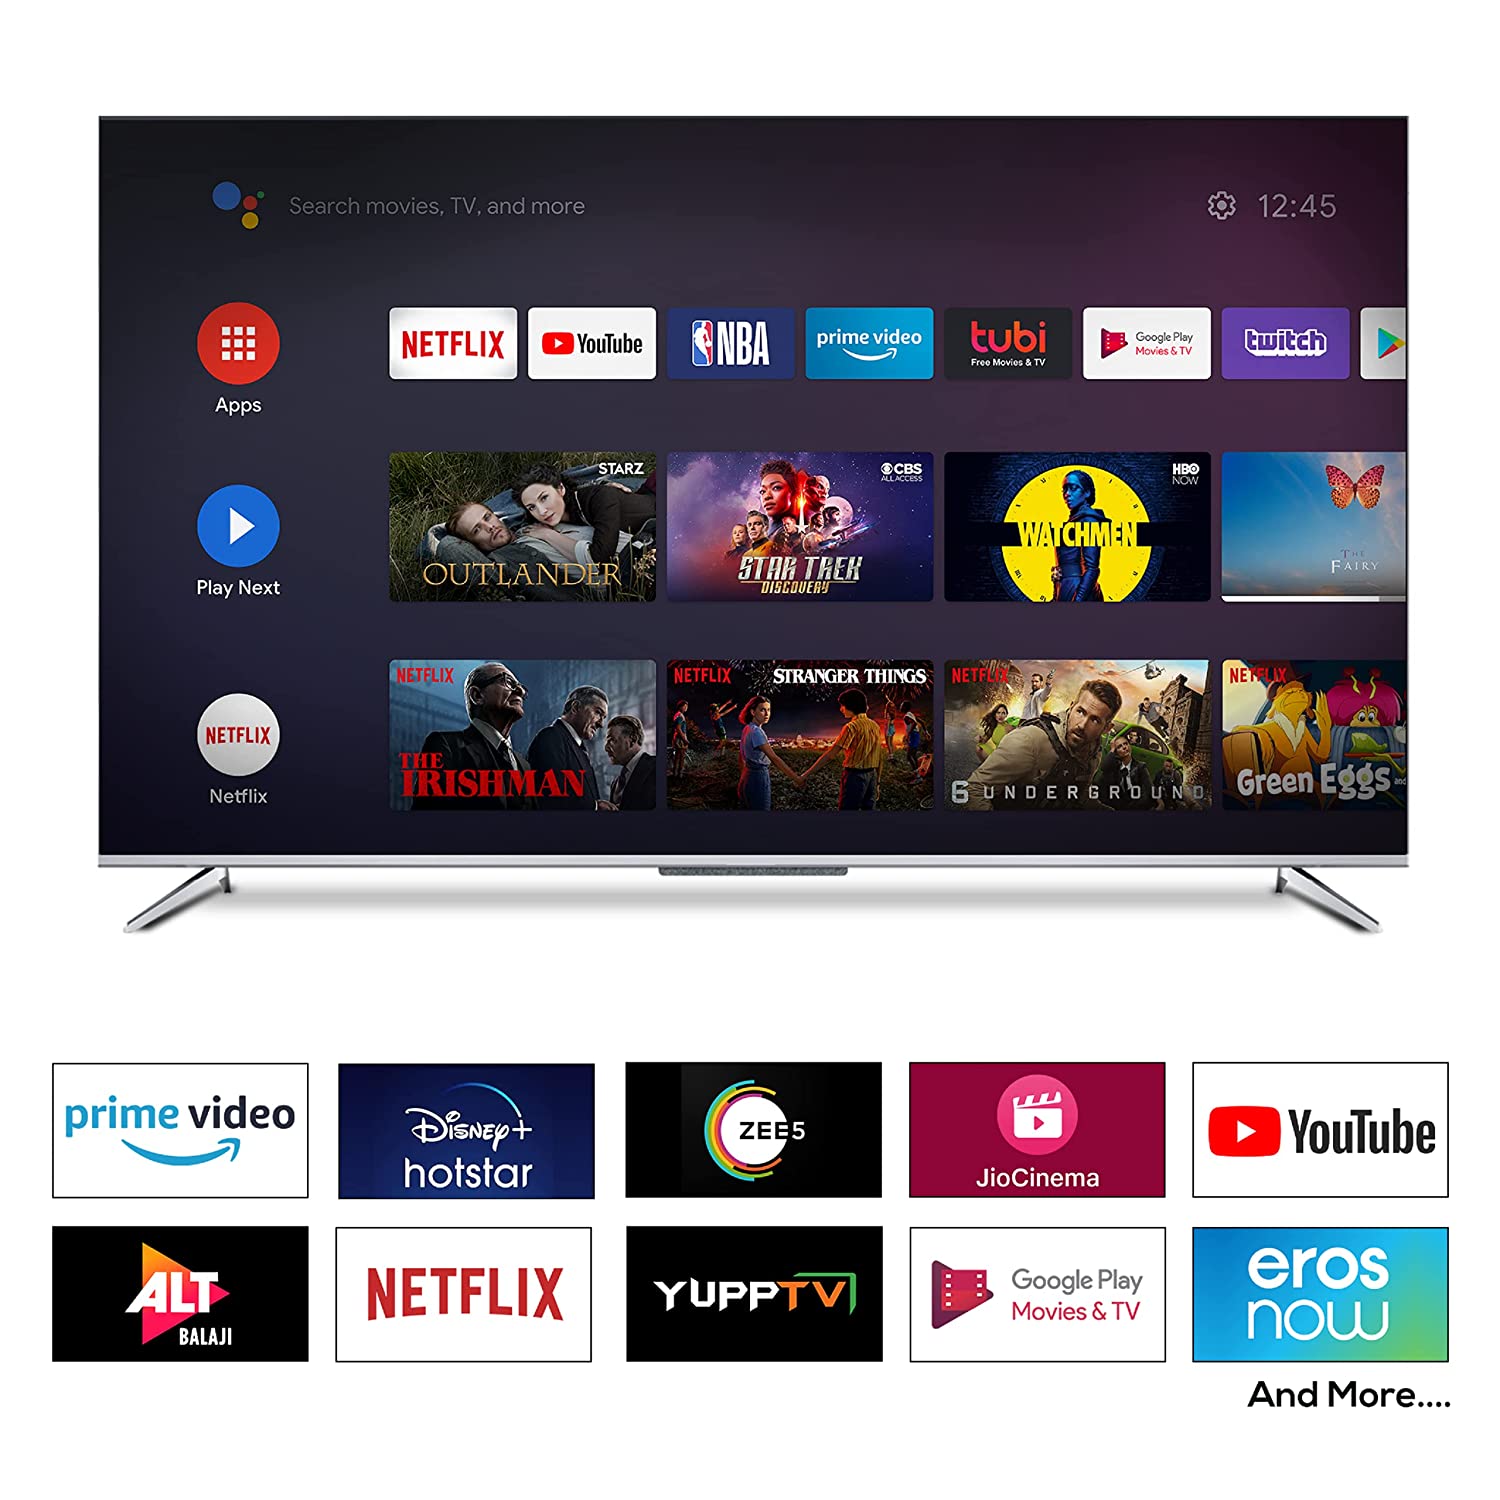 Search movies, TV, and more
12:45
Apps
NETFLIX
YouTube
NBA
prime video
tubi
Free Movies & TV
Google Play
Movies & TV
twitch
Play Next
STARZ
OUTLANDER
CBS
ALL ACCESS
STAR TREK
DISCOVERY
HBO
NOW
WATCHMEN
THE
FAIRY
NETFLIX
Netflix
NETFLIX
THE
IRISHMAN
NETFLIX
STRANGER THINGS
NETFLIX
6 UNDERGROUND
NETFLIX
Green Eggs and
prime video
Disney+
hotstar
ZEE5
JioCinema
YouTube
ALT
BALAJI
NETFLIX
YUPPTV
Google Play
Movies & TV
eros
now
And More....